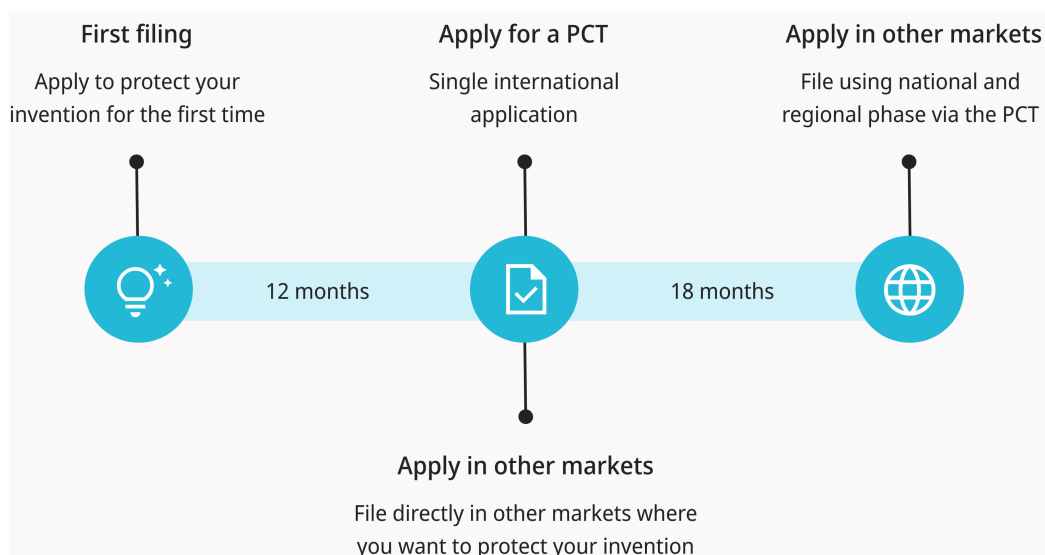 First filing
Apply to protect your
invention for the first time
Apply for a PCT
Single international
application
Apply in other markets
File using national and
regional phase via the PCT
12 months
18 months
Apply in other markets
File directly in other markets where
you want to protect your invention